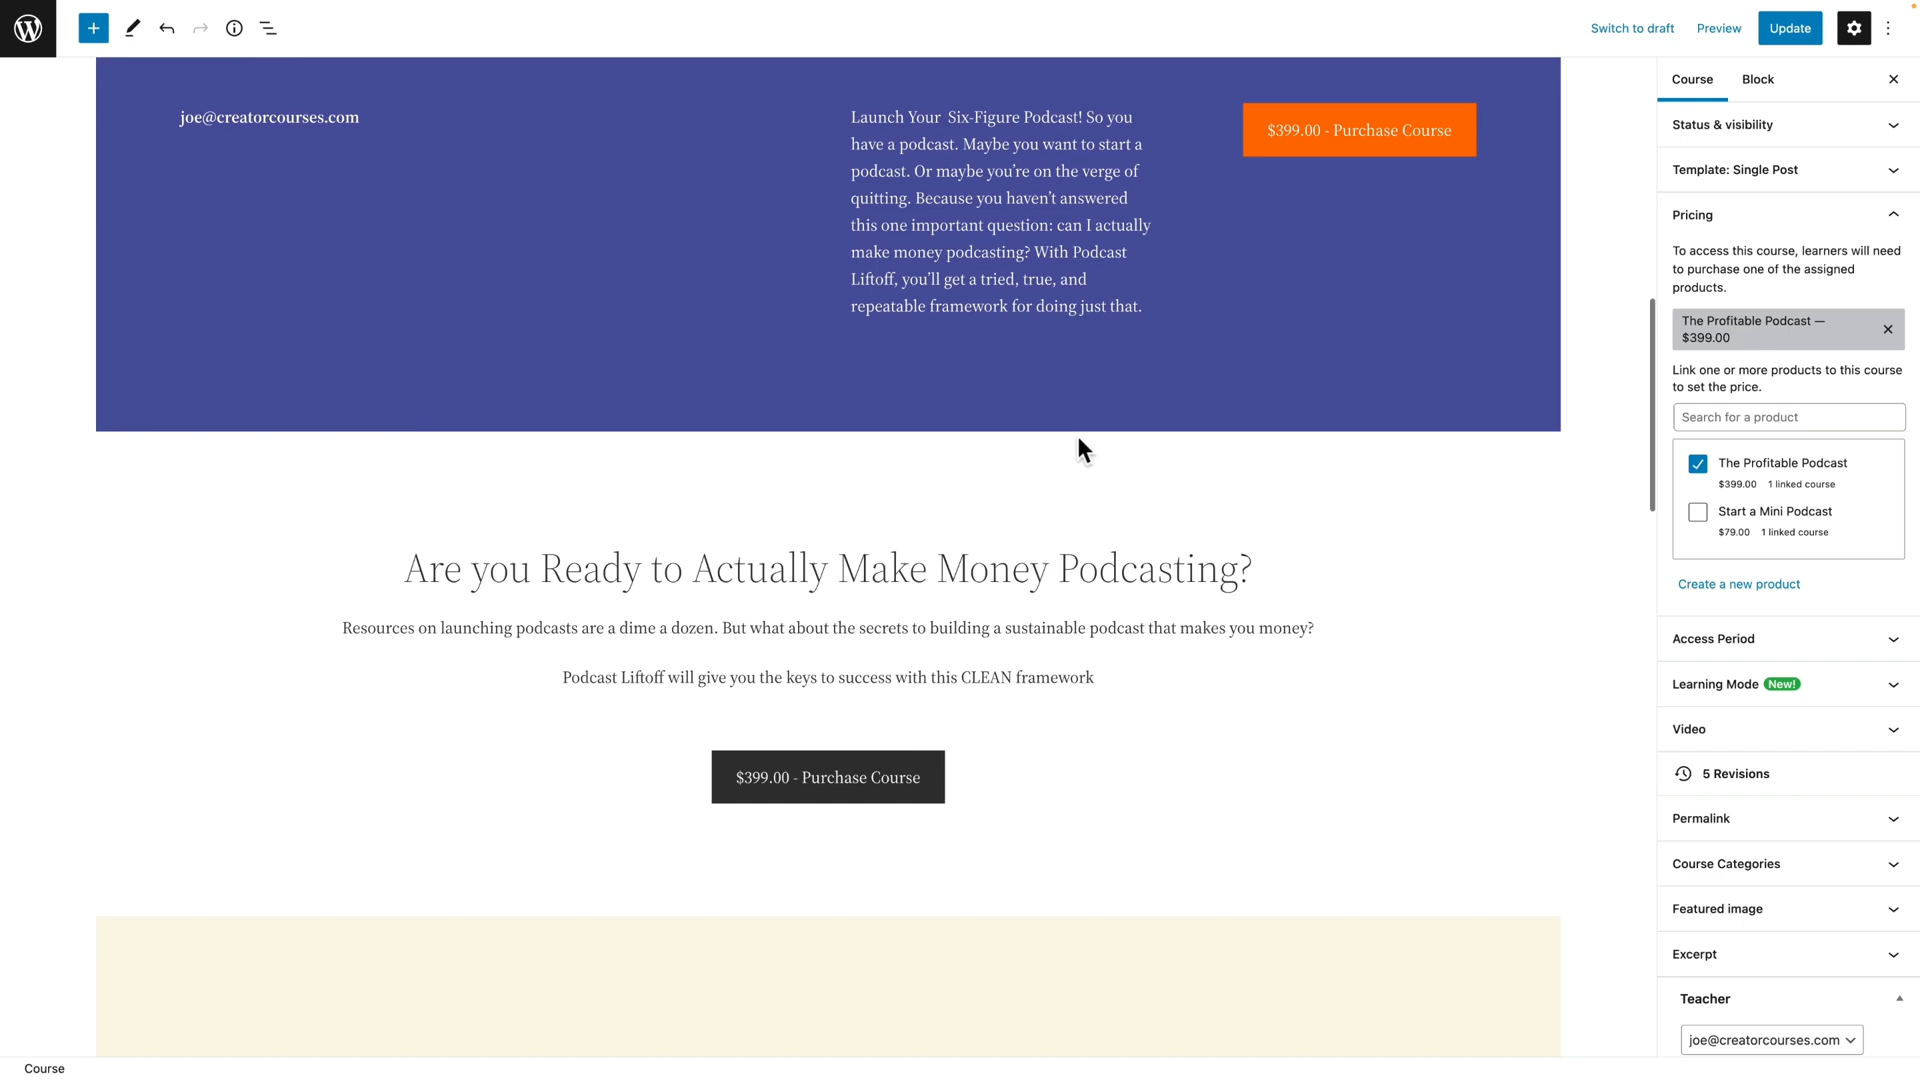 Switch to draft
Preview
Update
joe@creatorcourses.com
Launch Your  Six-Figure Podcast! So you
have a podcast. Maybe you want to start a
podcast. Or maybe you’re on the verge of
quitting. Because you haven’t answered
this one important question: can I actually
make money podcasting? With Podcast
Liftoff, you’ll get a tried, true, and
repeatable framework for doing just that.
$399.00 - Purchase Course
Are you Ready to Actually Make Money Podcasting?
Resources on launching podcasts are a dime a dozen. But what about the secrets to building a sustainable podcast that makes you money?
Podcast Liftoff will give you the keys to success with this CLEAN framework
$399.00 - Purchase Course
Course
Block
Status & visibility
Template: Single Post
Pricing
To access this course, learners will need
to purchase one of the assigned
products.
The Profitable Podcast —
$399.00
Link one or more products to this course
to set the price.
Search for a product
The Profitable Podcast
$399.00 1 linked course
Start a Mini Podcast
$79.00 1 linked course
Create a new product
Access Period
Learning Mode New!
Video
5 Revisions
Permalink
Course Categories
Featured image
Excerpt
Teacher
joe@creatorcourses.com
Course